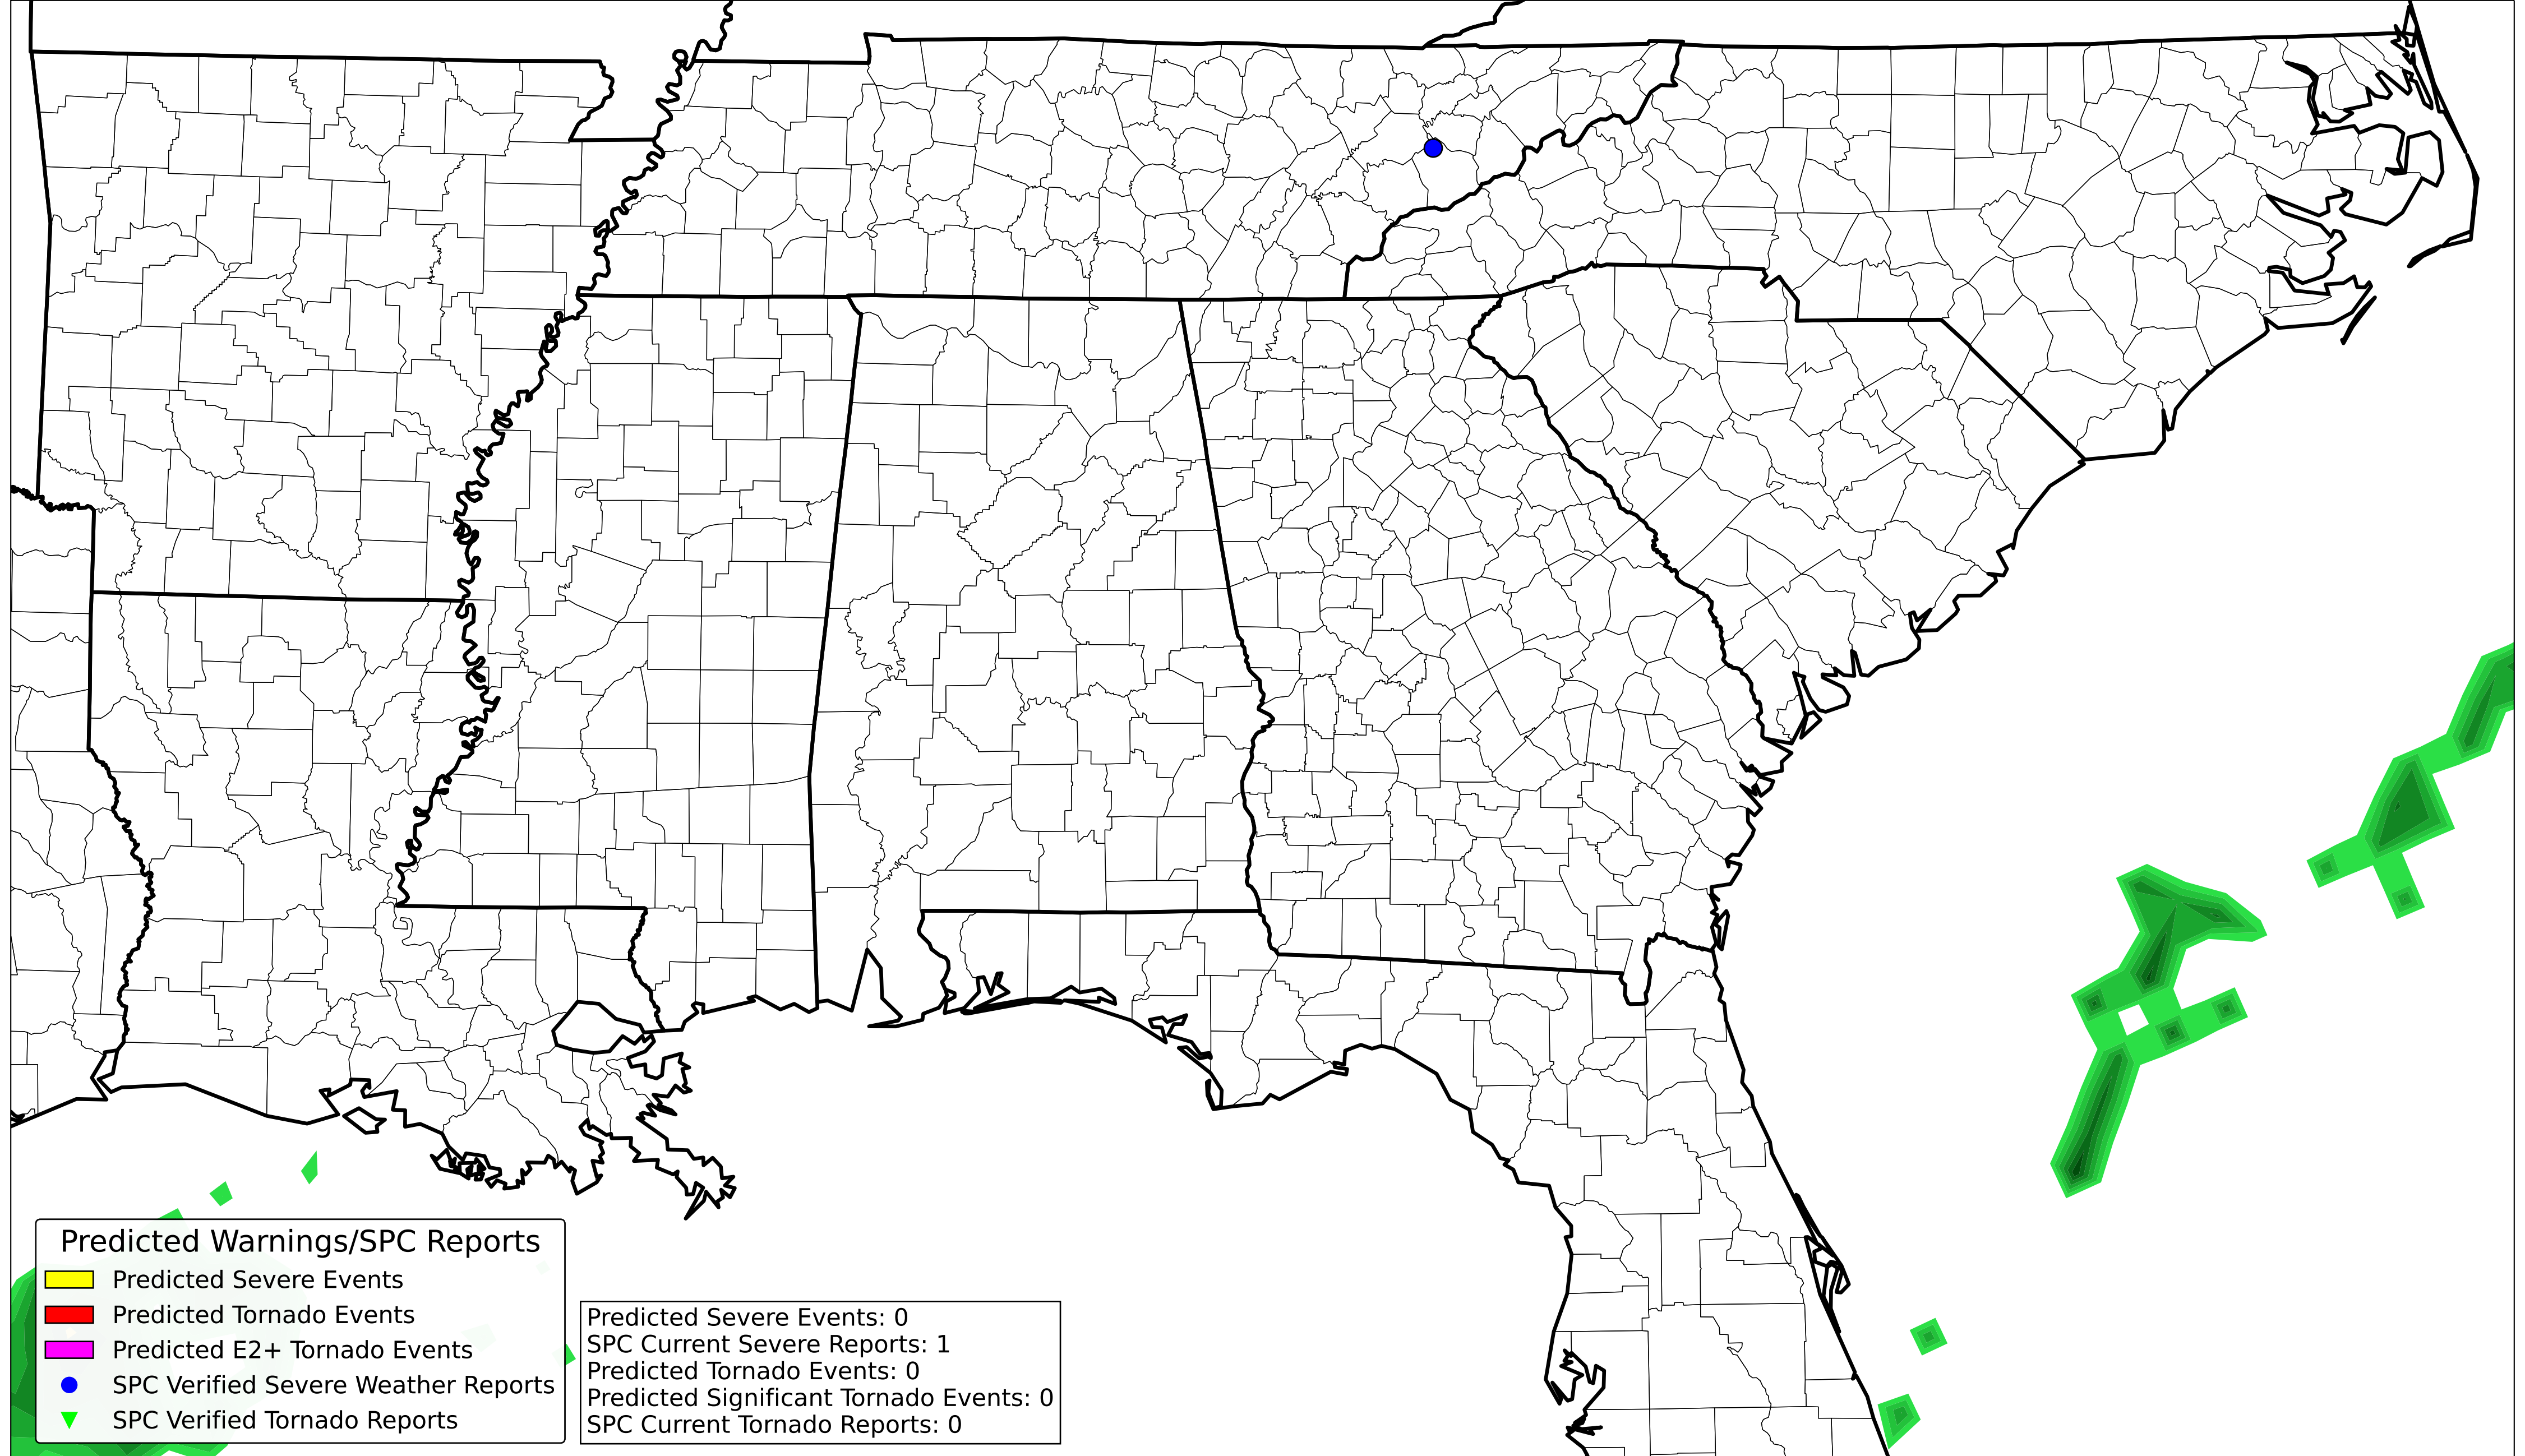 Predicted Warnings/SPC Reports
Predicted Severe Events
Predicted Tornado Events
Predicted E2+ Tornado Events
SPC Verified Severe Weather Reports
SPC Verified Tornado Reports
Predicted Severe Events: 0
SPC Current Severe Reports: 1
Predicted Tornado Events: 0
Predicted Significant Tornado Events: 0
SPC Current Tornado Reports: 0